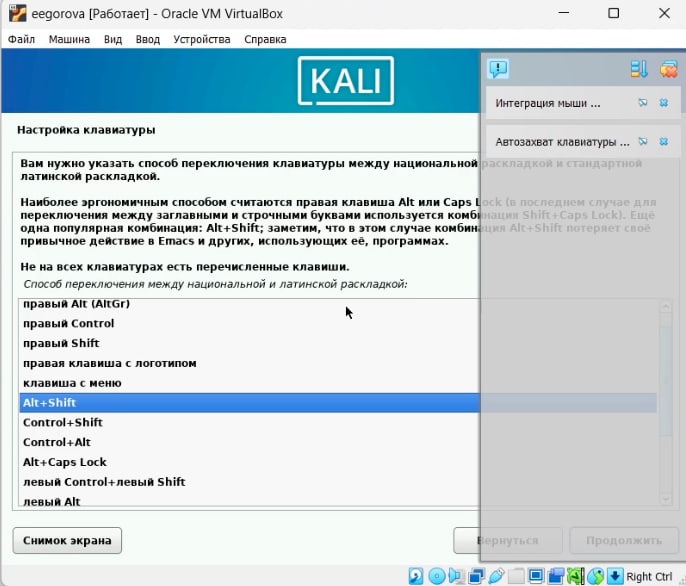 eegorova [Работает] - Oracle VM VirtualBox
Файл Машина Вид Ввод Устройства Справка
KALI
Интеграция мыши ...
Настройка клавиатуры
Автозахват клавиатуры ...
Вам нужно указать способ переключения клавиатуры между национальной раскладкой и стандартной
латинской раскладкой.
Наиболее эргономичным способом считаются правая клавиша Alt или Caps Lock (в последнем случае для
переключения между заглавными и строчными буквами используется комбинация Shift+Caps Lock). Ещё
одна популярная комбинация: Alt+Shift; заметим, что в этом случае комбинация Alt+Shift потеряет своё
привычное действие в Emacs и других, использующих её, программах.
Не на всех клавиатурах есть перечисленные клавиши.
Способ переключения между национальной и латинской раскладкой:
правый Alt (AltGr)
правый Control
правый Shift
правая клавиша с логотипом
клавиша с меню
Alt+Shift
Control+Shift
Control+Alt
Alt+Caps Lock
левый Control+левый Shift
левый Alt
Снимок экрана Вернуться Продолжить
Right Ctrl